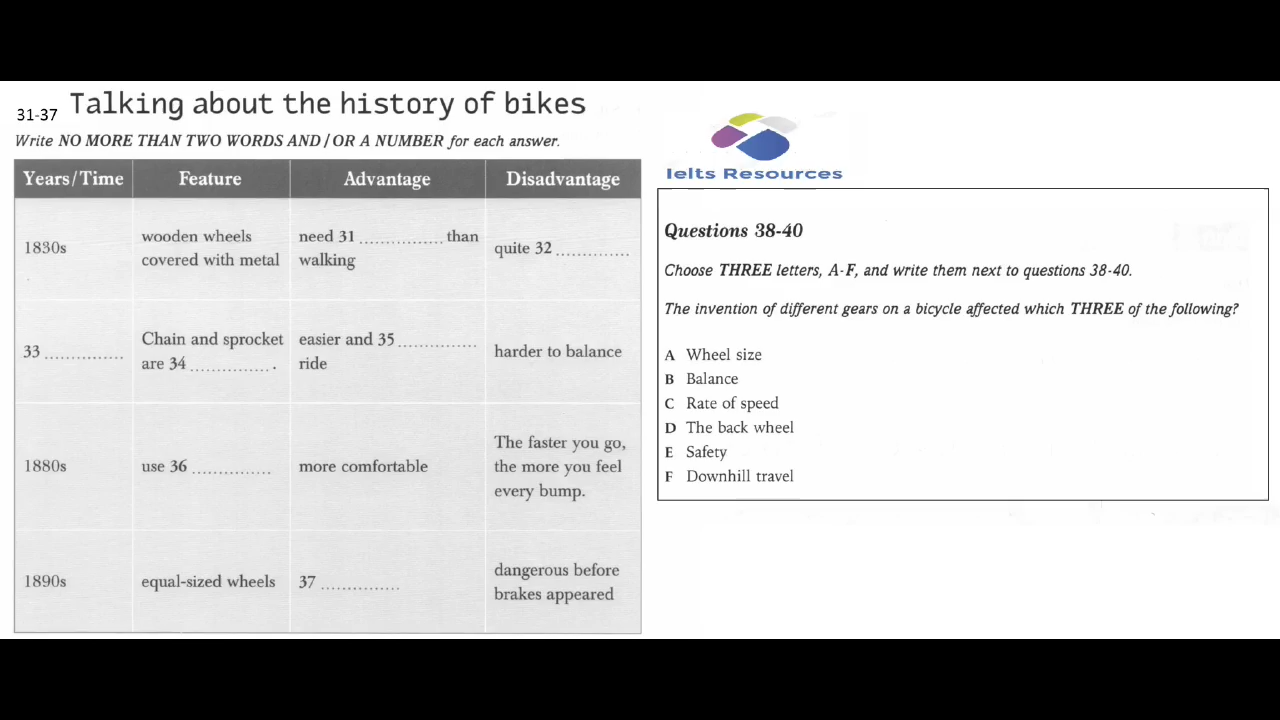 31-37 Talking about the history of bikes
Write NO MORE THAN TWO WORDS AND/OR A NUMBER for each answer.
Years/Time Feature Advantage Disadvantage
1830s
wooden wheels
covered with metal
need 31 ................ than
walking
quite 32 ..............
33 ...............
Chain and sprocket
are 34 ............... .
easier and 35 ...............
ride
harder to balance
1880s
use 36 ...............
more comfortable
The faster you go,
the more you feel
every bump.
1890s
equal-sized wheels
37 ...............
dangerous before
brakes appeared
Ielts Resources
Questions 38-40
Choose THREE letters, A-F, and write them next to questions 38-40.
The invention of different gears on a bicycle affected which THREE of the following?
A Wheel size
B Balance
C Rate of speed
D The back wheel
E Safety
F Downhill travel